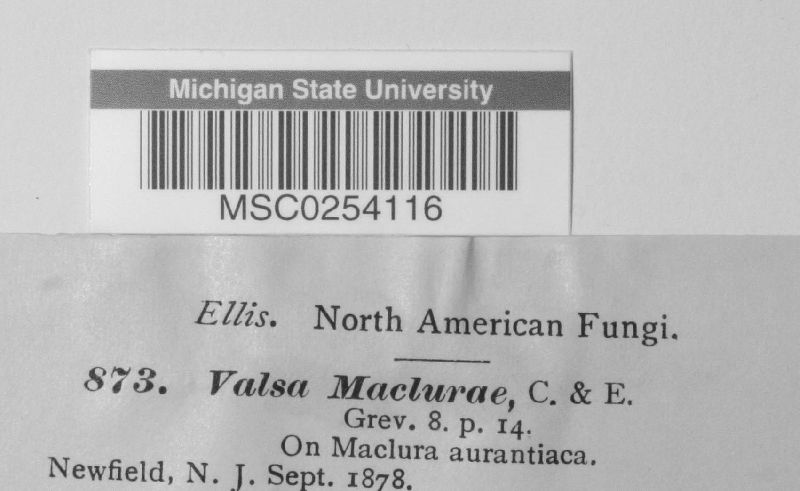 Michigan State University
MSC0254116
Ellis. North American Fungi.
873. Valsa Maclurae, C. & E.
Grev. 8. p. 14.
On Maclura aurantiaca.
Newfield, N. J. Sept. 1878.